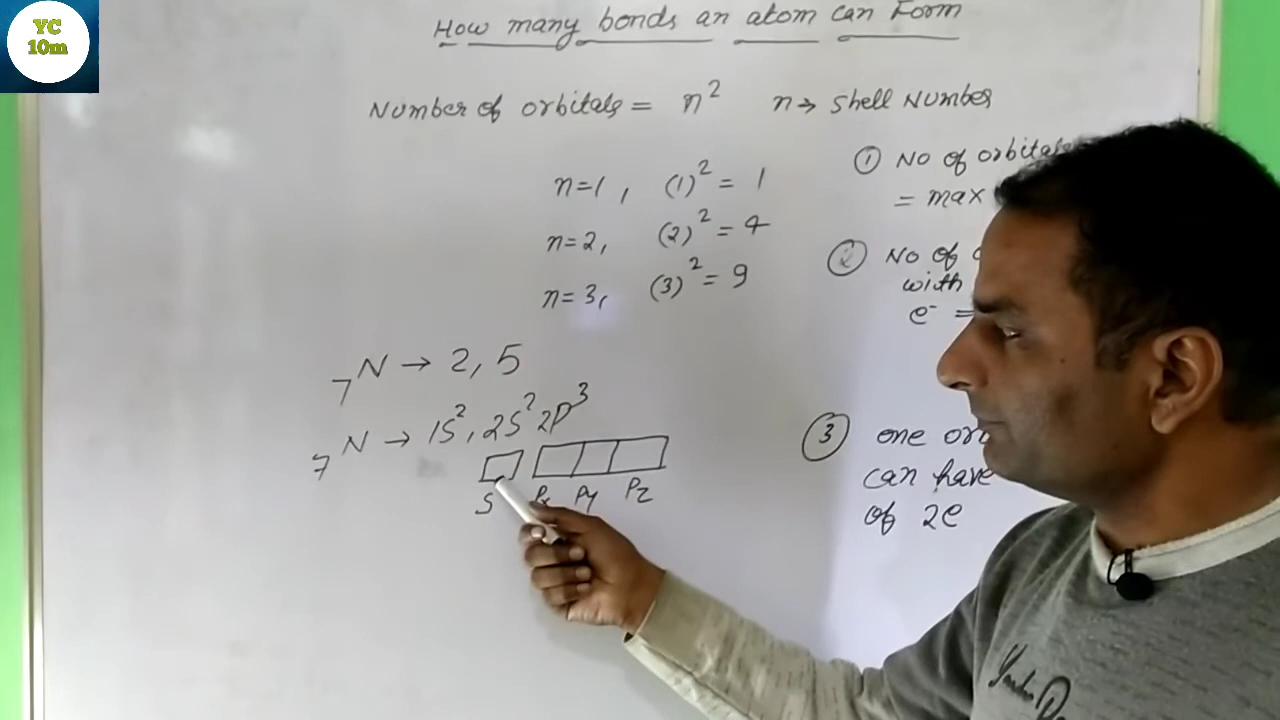 YC
10m
How many bonds an atom can Form
Number of orbitals = n² n → Shell Number
n=1, (1)² = 1
n=2, (2)² = 4
n=3, (3)² = 9
① No of orbitals
= max
② No of
with
e⁻ =
₇N → 2, 5
₇N → 1s², 2s² 2p³
S Px Py Pz
③ one
can have
of 2e